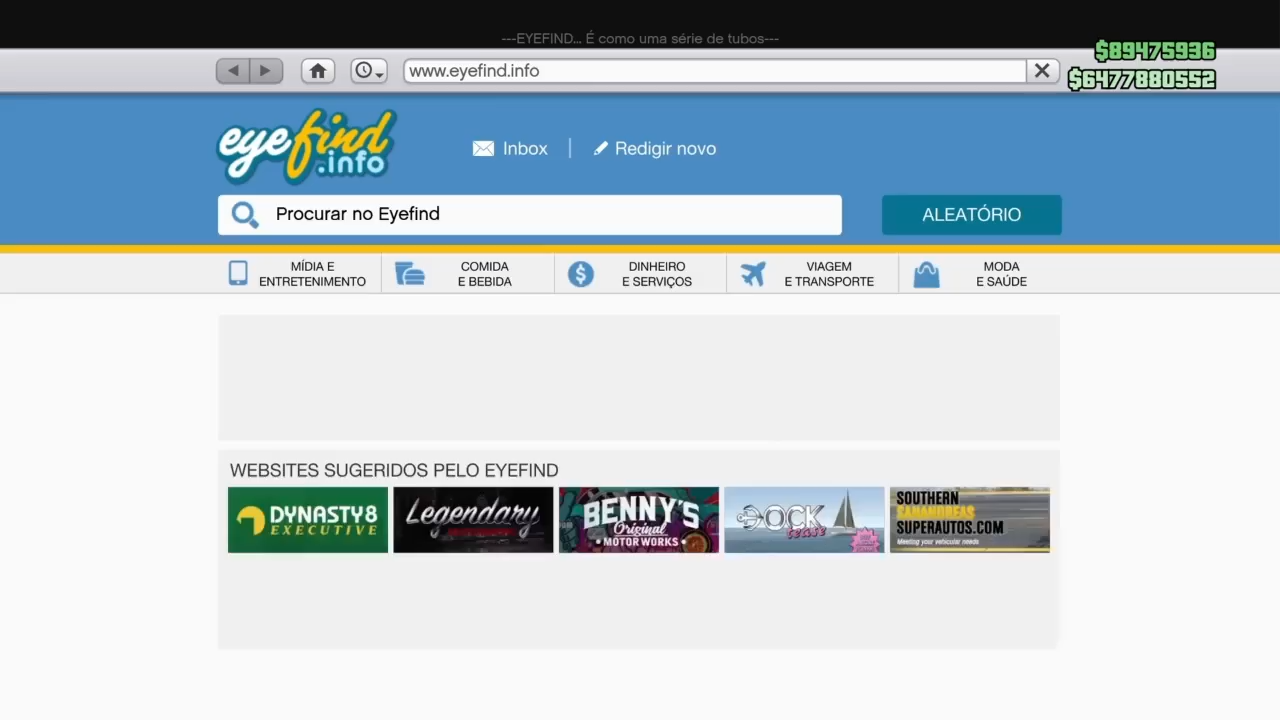 ---EYEFIND... É como uma série de tubos---
$89475936
www.eyefind.info
$6477880552
eyefind
.info
Inbox
Redigir novo
Procurar no Eyefind
ALEATÓRIO
MÍDIA E
ENTRETENIMENTO
COMIDA
E BEBIDA
DINHEIRO
E SERVIÇOS
VIAGEM
E TRANSPORTE
MODA
E SAÚDE
WEBSITES SUGERIDOS PELO EYEFIND
DYNASTY8
EXECUTIVE
Legendary
BENNY'S
Original
MOTOR WORKS
DOCK
tease
SOUTHERN
SANANDREAS
SUPERAUTOS.COM
Meeting your vehicular needs